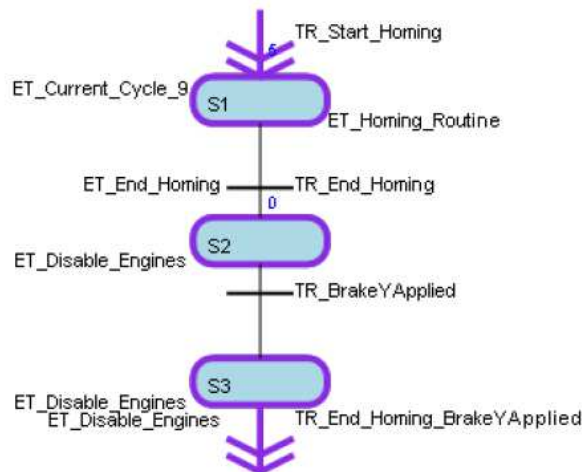 TR_Start_Homing
5
ET_Current_Cycle_9
S1
ET_Homing_Routine
ET_End_Homing TR_End_Homing
0
S2
ET_Disable_Engines
TR_BrakeYApplied
S3
ET_Disable_Engines
ET_Disable_Engines TR_End_Homing_BrakeYApplied